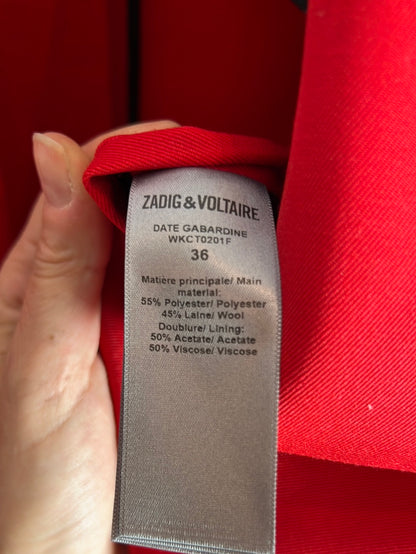 ZADIG & VOLTAIRE
DATE GABARDINE
WKCT0201F
36
Matière principale/ Main
material:
55% Polyester/ Polyester
45% Laine/ Wool
Doublure/ Lining:
50% Acetate/ Acetate
50% Viscose/ Viscose